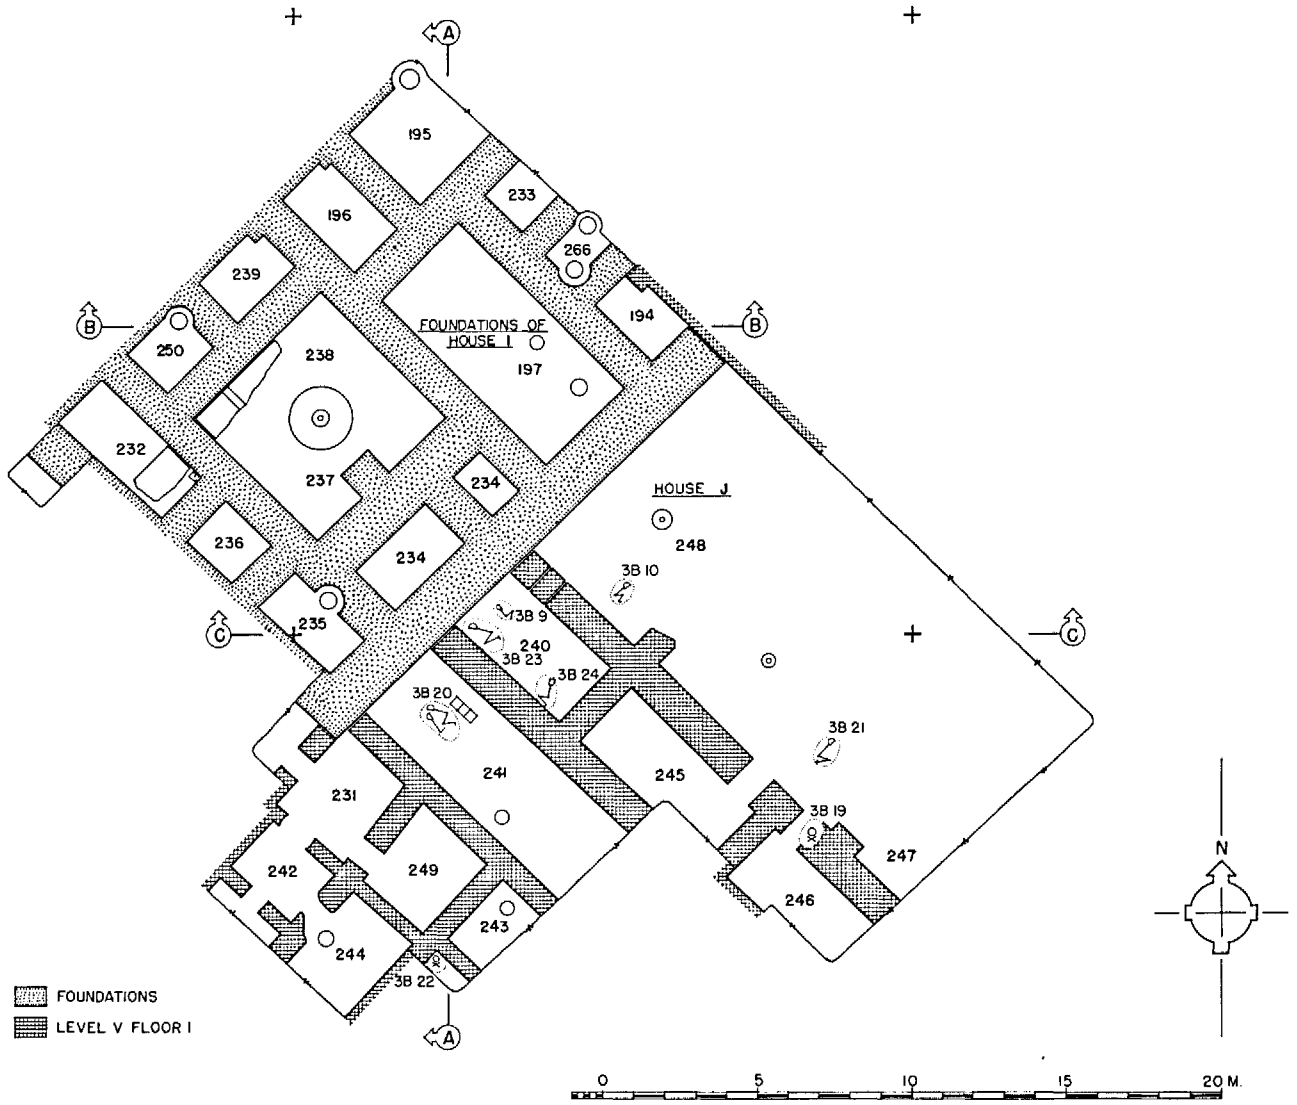 A
195
233
196
266
239
194
B
B
FOUNDATIONS OF
HOUSE I
250
238
197
232
237
234
HOUSE J
236
234
248
3B 10
235
3B 9
C
C
240
3B 23
3B 24
3B 20
3B 21
241
245
231
3B 19
242
249
247
246
243
244
3B 22
N
FOUNDATIONS
LEVEL V FLOOR I
A
0 5 10 15 20 M.